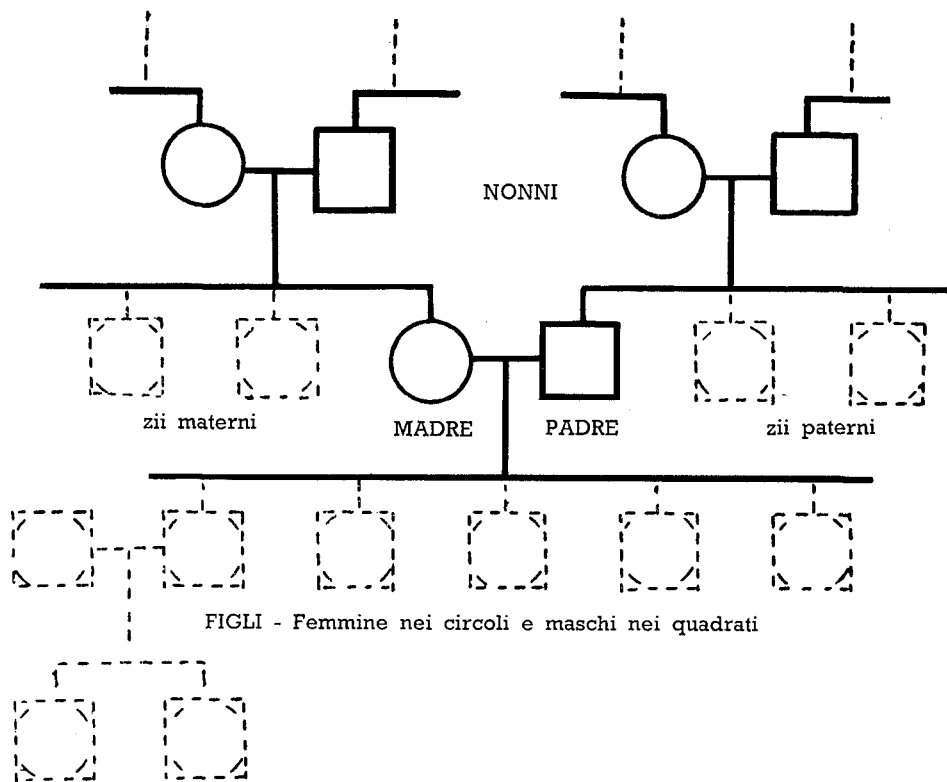 NONNI
zii materni
MADRE
PADRE
zii paterni
FIGLI - Femmine nei circoli e maschi nei quadrati